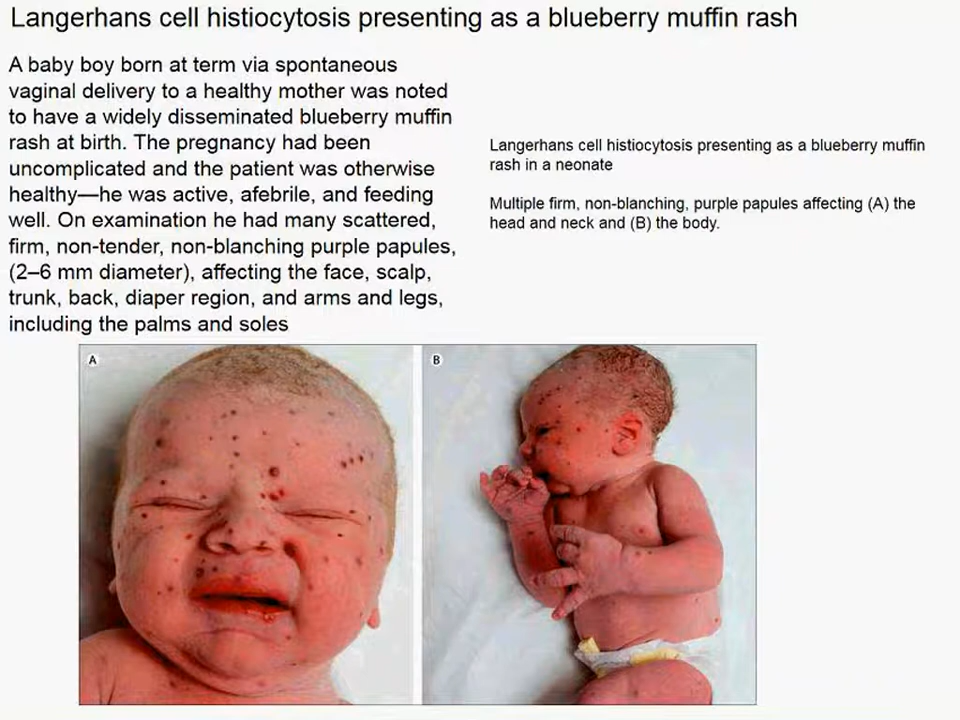 Langerhans cell histiocytosis presenting as a blueberry muffin rash
A baby boy born at term via spontaneous
vaginal delivery to a healthy mother was noted
to have a widely disseminated blueberry muffin
rash at birth. The pregnancy had been
uncomplicated and the patient was otherwise
healthy—he was active, afebrile, and feeding
well. On examination he had many scattered,
firm, non-tender, non-blanching purple papules,
(2–6 mm diameter), affecting the face, scalp,
trunk, back, diaper region, and arms and legs,
including the palms and soles
Langerhans cell histiocytosis presenting as a blueberry muffin
rash in a neonate
Multiple firm, non-blanching, purple papules affecting (A) the
head and neck and (B) the body.
A
B